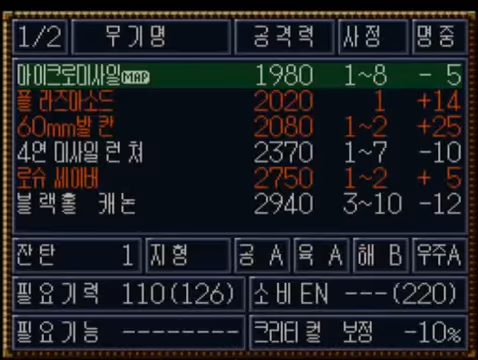 1/2 무기명 공격력 사정 명중
마이크로미사일MAP 1980 1~8 - 5
플라즈마소드 2020 1 +14
60mm발칸 2080 1~2 +25
4연 미사일런쳐 2370 1~7 -10
로슈 세이버 2750 1~2 + 5
블랙홀 캐논 2940 3~10 -12
잔탄 1 지형 공 A 육 A 해 B 우주A
필요기력 110(126) 소비EN ---(220)
필요기능 -------- 크리티컬 보정 -10%